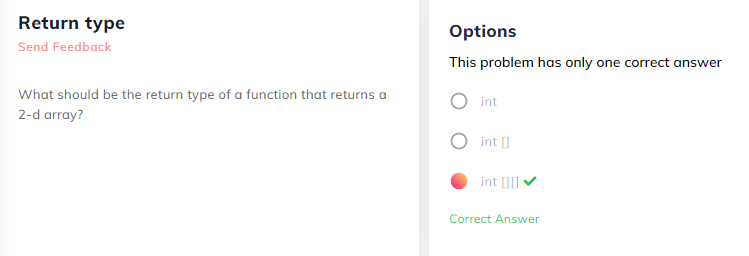 Return type
Send Feedback
What should be the return type of a function that returns a
2-d array?
Options
This problem has only one correct answer
int
int []
int [][]
Correct Answer